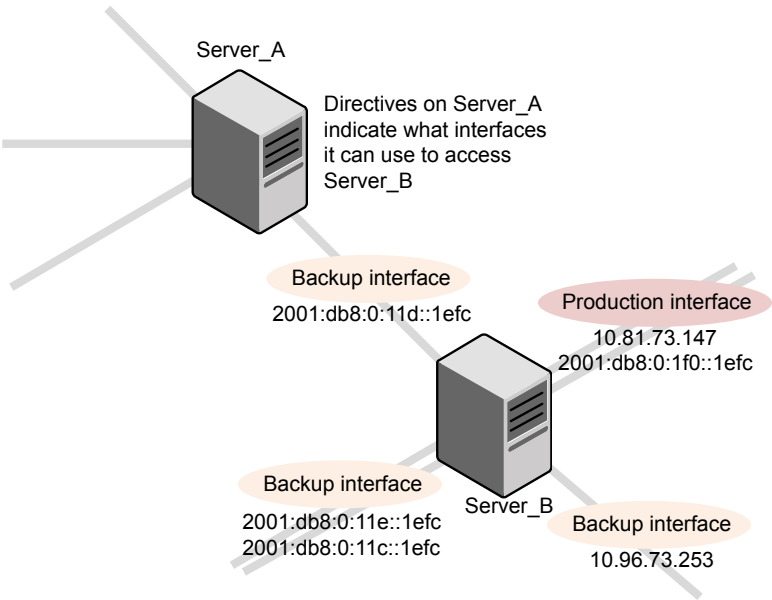 Server_A
Directives on Server_A
indicate what interfaces
it can use to access
Server_B
Backup interface
2001:db8:0:11d::1efc
Production interface
10.81.73.147
2001:db8:0:1f0::1efc
Backup interface
2001:db8:0:11e::1efc
2001:db8:0:11c::1efc
Server_B
Backup interface
10.96.73.253